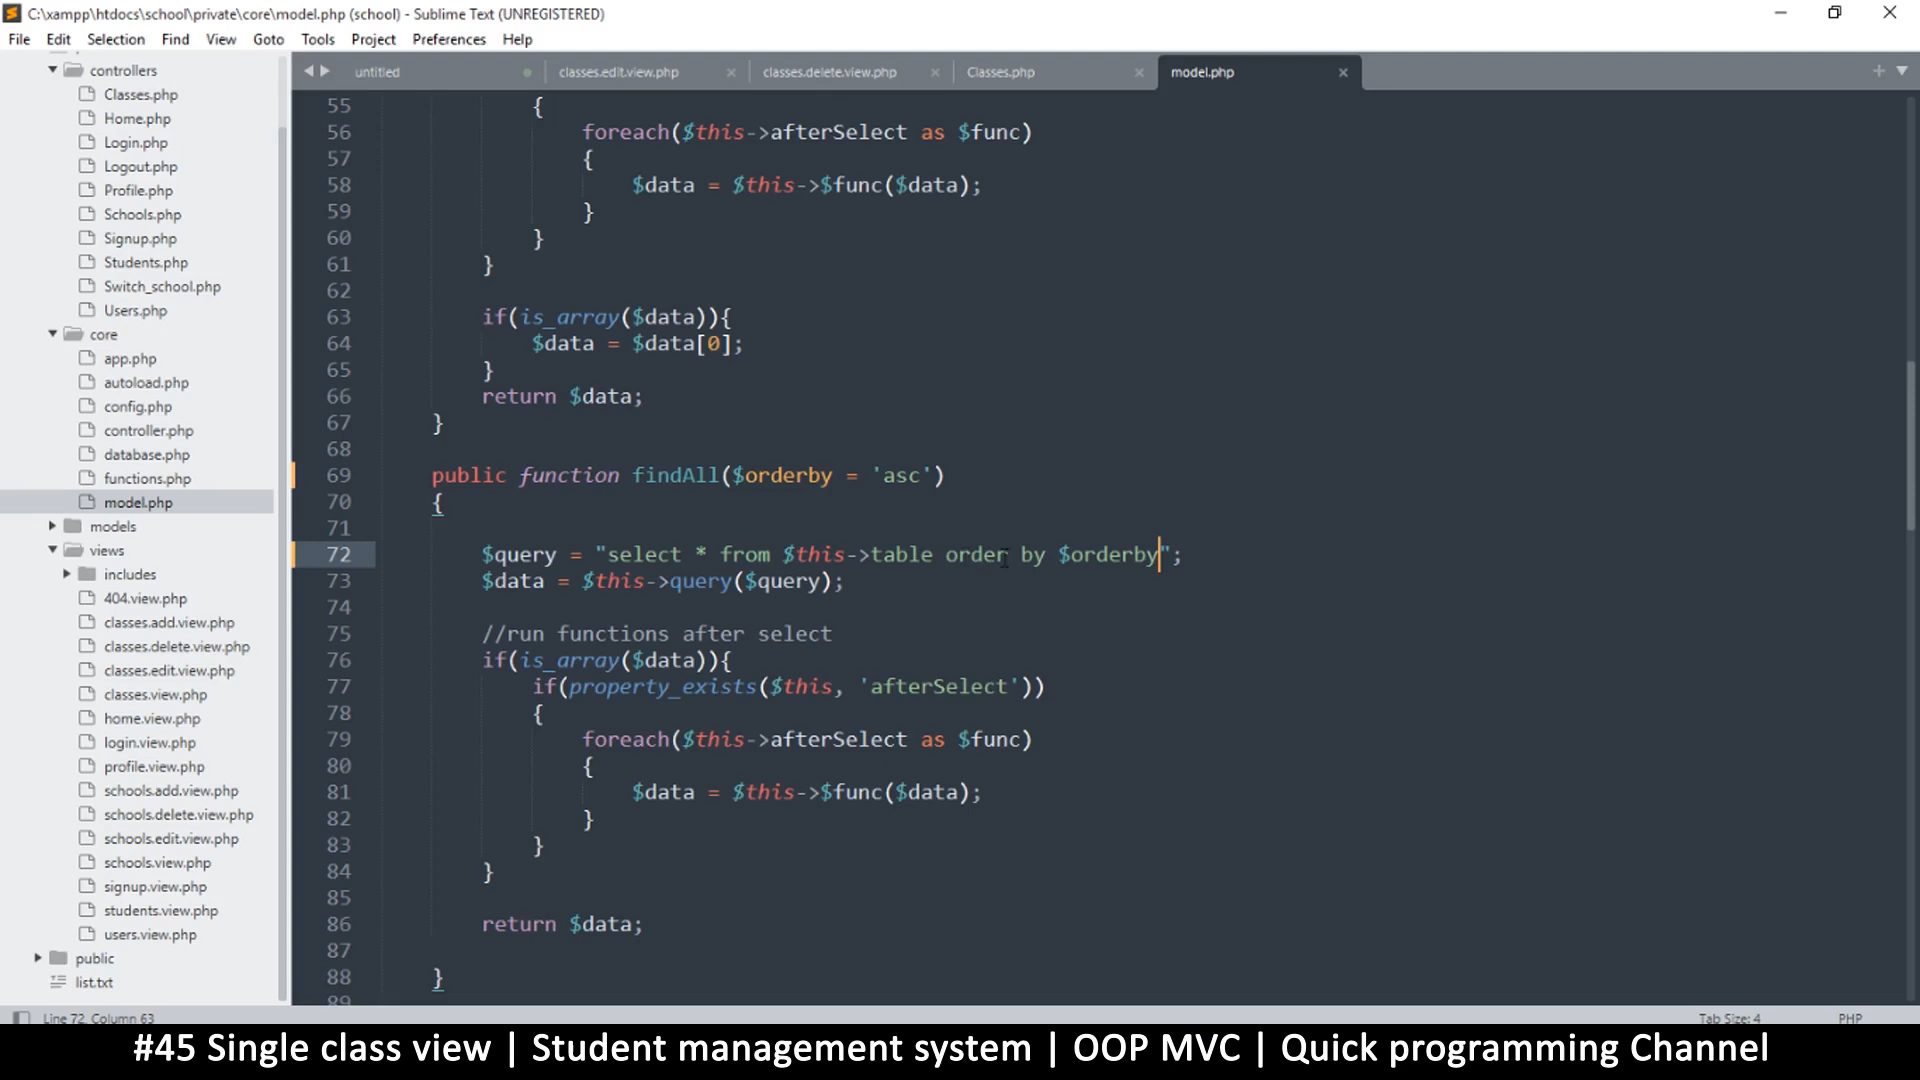 C:\xampp\htdocs\school\private\core\model.php (school) - Sublime Text (UNREGISTERED)
File Edit Selection Find View Goto Tools Project Preferences Help
untitled classes.edit.view.php classes.delete.view.php Classes.php model.php
controllers
Classes.php
Home.php
Login.php
Logout.php
Profile.php
Schools.php
Signup.php
Students.php
Switch_school.php
Users.php
core
app.php
autoload.php
config.php
controller.php
database.php
functions.php
model.php
models
views
includes
404.view.php
classes.add.view.php
classes.delete.view.php
classes.edit.view.php
classes.view.php
home.view.php
login.view.php
profile.view.php
schools.add.view.php
schools.delete.view.php
schools.edit.view.php
schools.view.php
signup.view.php
students.view.php
users.view.php
public
list.txt
55 {
56 foreach($this->afterSelect as $func)
57 {
58 $data = $this->$func($data);
59 }
60 }
61 }
62
63 if(is_array($data)){
64 $data = $data[0];
65 }
66 return $data;
67 }
68
69 public function findAll($orderby = 'asc')
70 {
71
72 $query = "select * from $this->table order by $orderby";
73 $data = $this->query($query);
74
75 //run functions after select
76 if(is_array($data)){
77 if(property_exists($this, 'afterSelect'))
78 {
79 foreach($this->afterSelect as $func)
80 {
81 $data = $this->$func($data);
82 }
83 }
84 }
85
86 return $data;
87
88 }
89
Line 72, Column 63 Tab Size: 4 PHP
#45 Single class view | Student management system | OOP MVC | Quick programming Channel